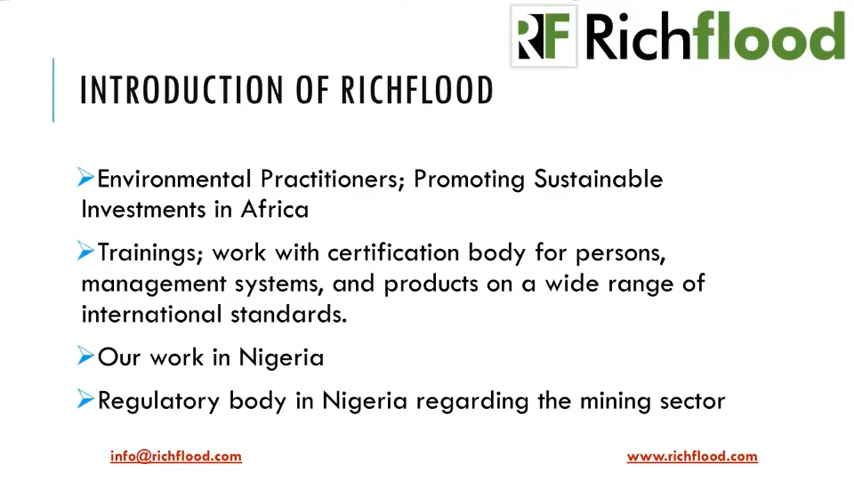 RF Richflood
INTRODUCTION OF RICHFLOOD
Environmental Practitioners; Promoting Sustainable
Investments in Africa
Trainings; work with certification body for persons,
management systems, and products on a wide range of
international standards.
Our work in Nigeria
Regulatory body in Nigeria regarding the mining sector
info@richflood.com
www.richflood.com